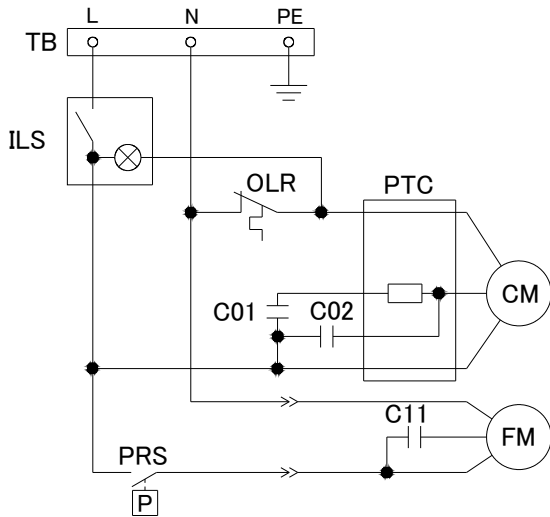 L N PE
TB
ILS
OLR PTC
CM
C01 C02
C11
FM
PRS
P